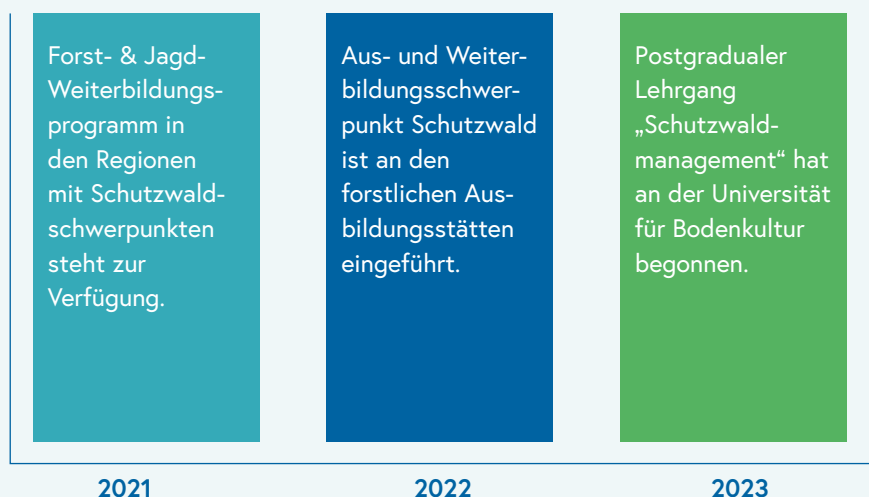 Forst- & Jagd-
Weiterbildungs-
programm in
den Regionen
mit Schutzwald-
schwerpunkten
steht zur
Verfügung.
Aus- und Weiter-
bildungsschwer-
punkt Schutzwald
ist an den
forstlichen Aus-
bildungsstätten
eingeführt.
Postgradualer
Lehrgang
„Schutzwald-
management“ hat
an der Universität
für Bodenkultur
begonnen.
2021
2022
2023